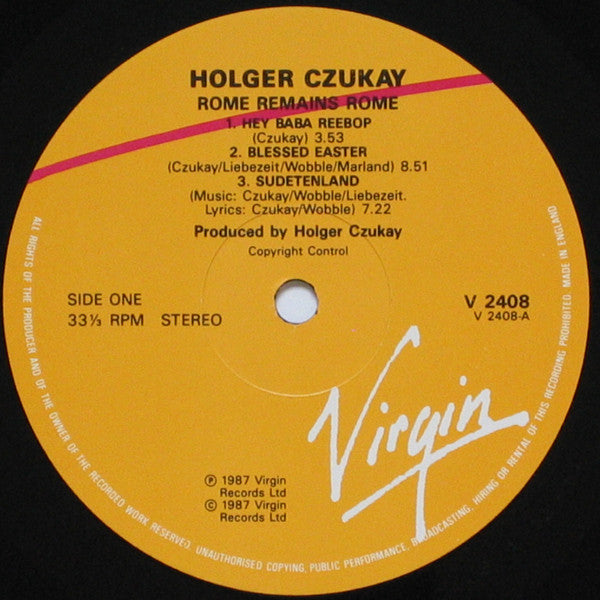 HOLGER CZUKAY
ROME REMAINS ROME
1. HEY BABA REEBOP
(Czukay) 3.53
2. BLESSED EASTER
(Czukay/Liebezeit/Wobble/Marland) 8.51
3. SUDETENLAND
(Music: Czukay/Wobble/Liebezeit.
Lyrics: Czukay/Wobble) 7.22
Produced by Holger Czukay
Copyright Control
SIDE ONE
33⅓ RPM STEREO
V 2408
V 2408-A
Virgin
℗ 1987 Virgin
Records Ltd
© 1987 Virgin
Records Ltd
ALL RIGHTS OF THE PRODUCER AND OF THE OWNER OF THE RECORDED WORK RESERVED. UNAUTHORISED COPYING, PUBLIC PERFORMANCE, BROADCASTING, HIRING OR RENTAL OF THIS RECORDING PROHIBITED. MADE IN ENGLAND